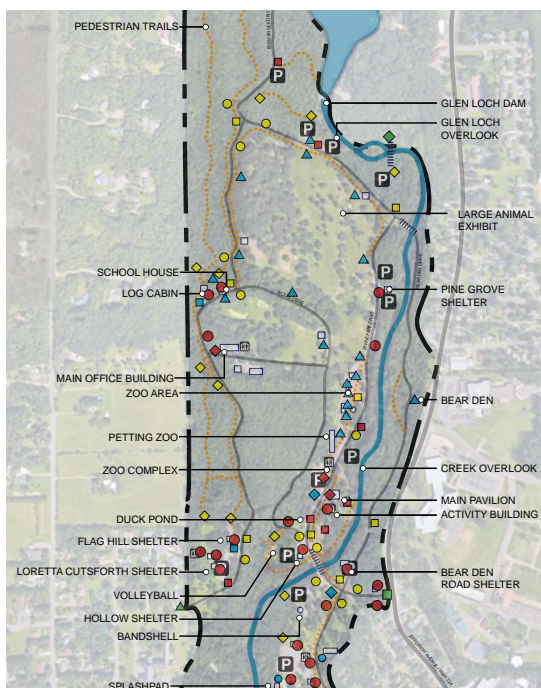 PEDESTRIAN TRAILS
GLEN LOCH DAM
GLEN LOCH
OVERLOOK
LARGE ANIMAL
EXHIBIT
SCHOOL HOUSE
LOG CABIN
PINE GROVE
SHELTER
MAIN OFFICE BUILDING
ZOO AREA
BEAR DEN
PETTING ZOO
ZOO COMPLEX
CREEK OVERLOOK
MAIN PAVILION
ACTIVITY BUILDING
DUCK POND
FLAG HILL SHELTER
LORETTA CUTSFORTH SHELTER
BEAR DEN
ROAD SHELTER
VOLLEYBALL
HOLLOW SHELTER
BANDSHELL
SPLASHPAD
P
P
P
P
P
P
P
P
P
P
P